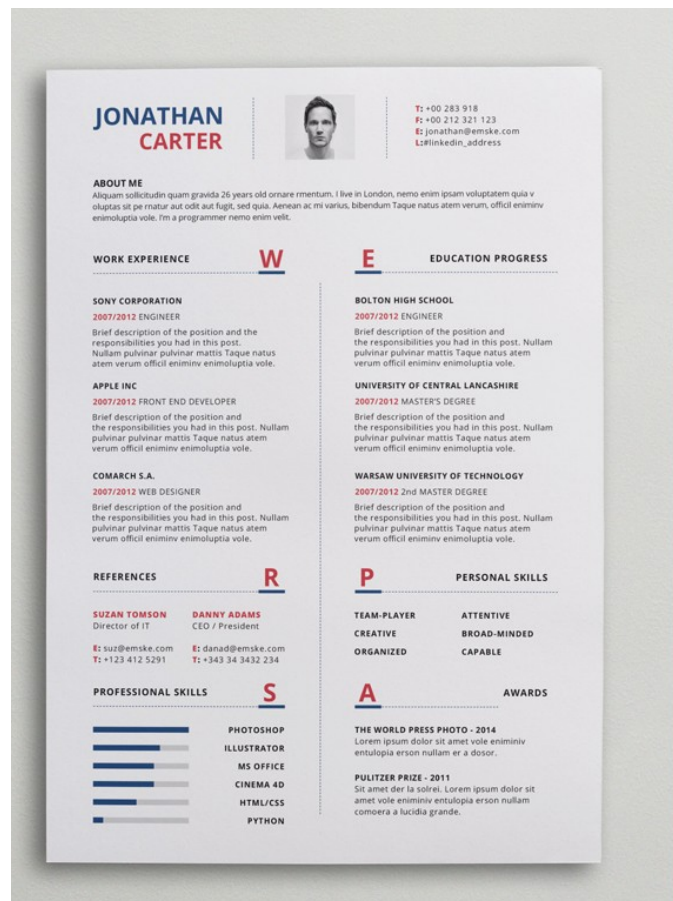 JONATHAN
CARTER
T: +00 283 918
F: +00 212 321 123
E: jonathan@emske.com
L:#linkedin_address
ABOUT ME
Aliquam sollicitudin quam gravida 26 years old ornare rmentum. I live in London, nemo enim ipsam voluptatem quia v
oluptas sit pe rnatur aut odit aut fugit, sed quia. Aenean ac mi varius, bibendum Taque natus atem verum, officil eniminv
enimoluptia vole. I'm a programmer nemo enim velit.
WORK EXPERIENCE W
SONY CORPORATION
2007/2012 ENGINEER
Brief description of the position and the
responsibilities you had in this post.
Nullam pulvinar pulvinar mattis Taque natus
atem verum officil eniminv enimoluptia vole.
APPLE INC
2007/2012 FRONT END DEVELOPER
Brief description of the position and
the responsibilities you had in this post. Nullam
pulvinar pulvinar mattis Taque natus atem
verum officil eniminv enimoluptia vole.
COMARCH S.A.
2007/2012 WEB DESIGNER
Brief description of the position and
the responsibilities you had in this post. Nullam
pulvinar pulvinar mattis Taque natus atem
verum officil eniminv enimoluptia vole.
REFERENCES R
SUZAN TOMSON
Director of IT
E: suz@emske.com
T: +123 412 5291
DANNY ADAMS
CEO / President
E: danad@emske.com
T: +343 34 3432 234
PROFESSIONAL SKILLS S
PHOTOSHOP
ILLUSTRATOR
MS OFFICE
CINEMA 4D
HTML/CSS
PYTHON
E EDUCATION PROGRESS
BOLTON HIGH SCHOOL
2007/2012 ENGINEER
Brief description of the position and
the responsibilities you had in this post. Nullam
pulvinar pulvinar mattis Taque natus atem
verum officil eniminv enimoluptia vole.
UNIVERSITY OF CENTRAL LANCASHIRE
2007/2012 MASTER'S DEGREE
Brief description of the position and
the responsibilities you had in this post. Nullam
pulvinar pulvinar mattis Taque natus atem
verum officil eniminv enimoluptia vole.
WARSAW UNIVERSITY OF TECHNOLOGY
2007/2012 2nd MASTER DEGREE
Brief description of the position and
the responsibilities you had in this post. Nullam
pulvinar pulvinar mattis Taque natus atem
verum officil eniminv enimoluptia vole.
P PERSONAL SKILLS
TEAM-PLAYER ATTENTIVE
CREATIVE BROAD-MINDED
ORGANIZED CAPABLE
A AWARDS
THE WORLD PRESS PHOTO - 2014
Lorem ipsum dolor sit amet vole eniminiv
entulopia erson nullam er a dosor.
PULITZER PRIZE - 2011
Sit amet der la solrei. Lorem ipsum dolor sit
amet vole eniminiv entulopia erson nullam
comoera a lucidia grande.